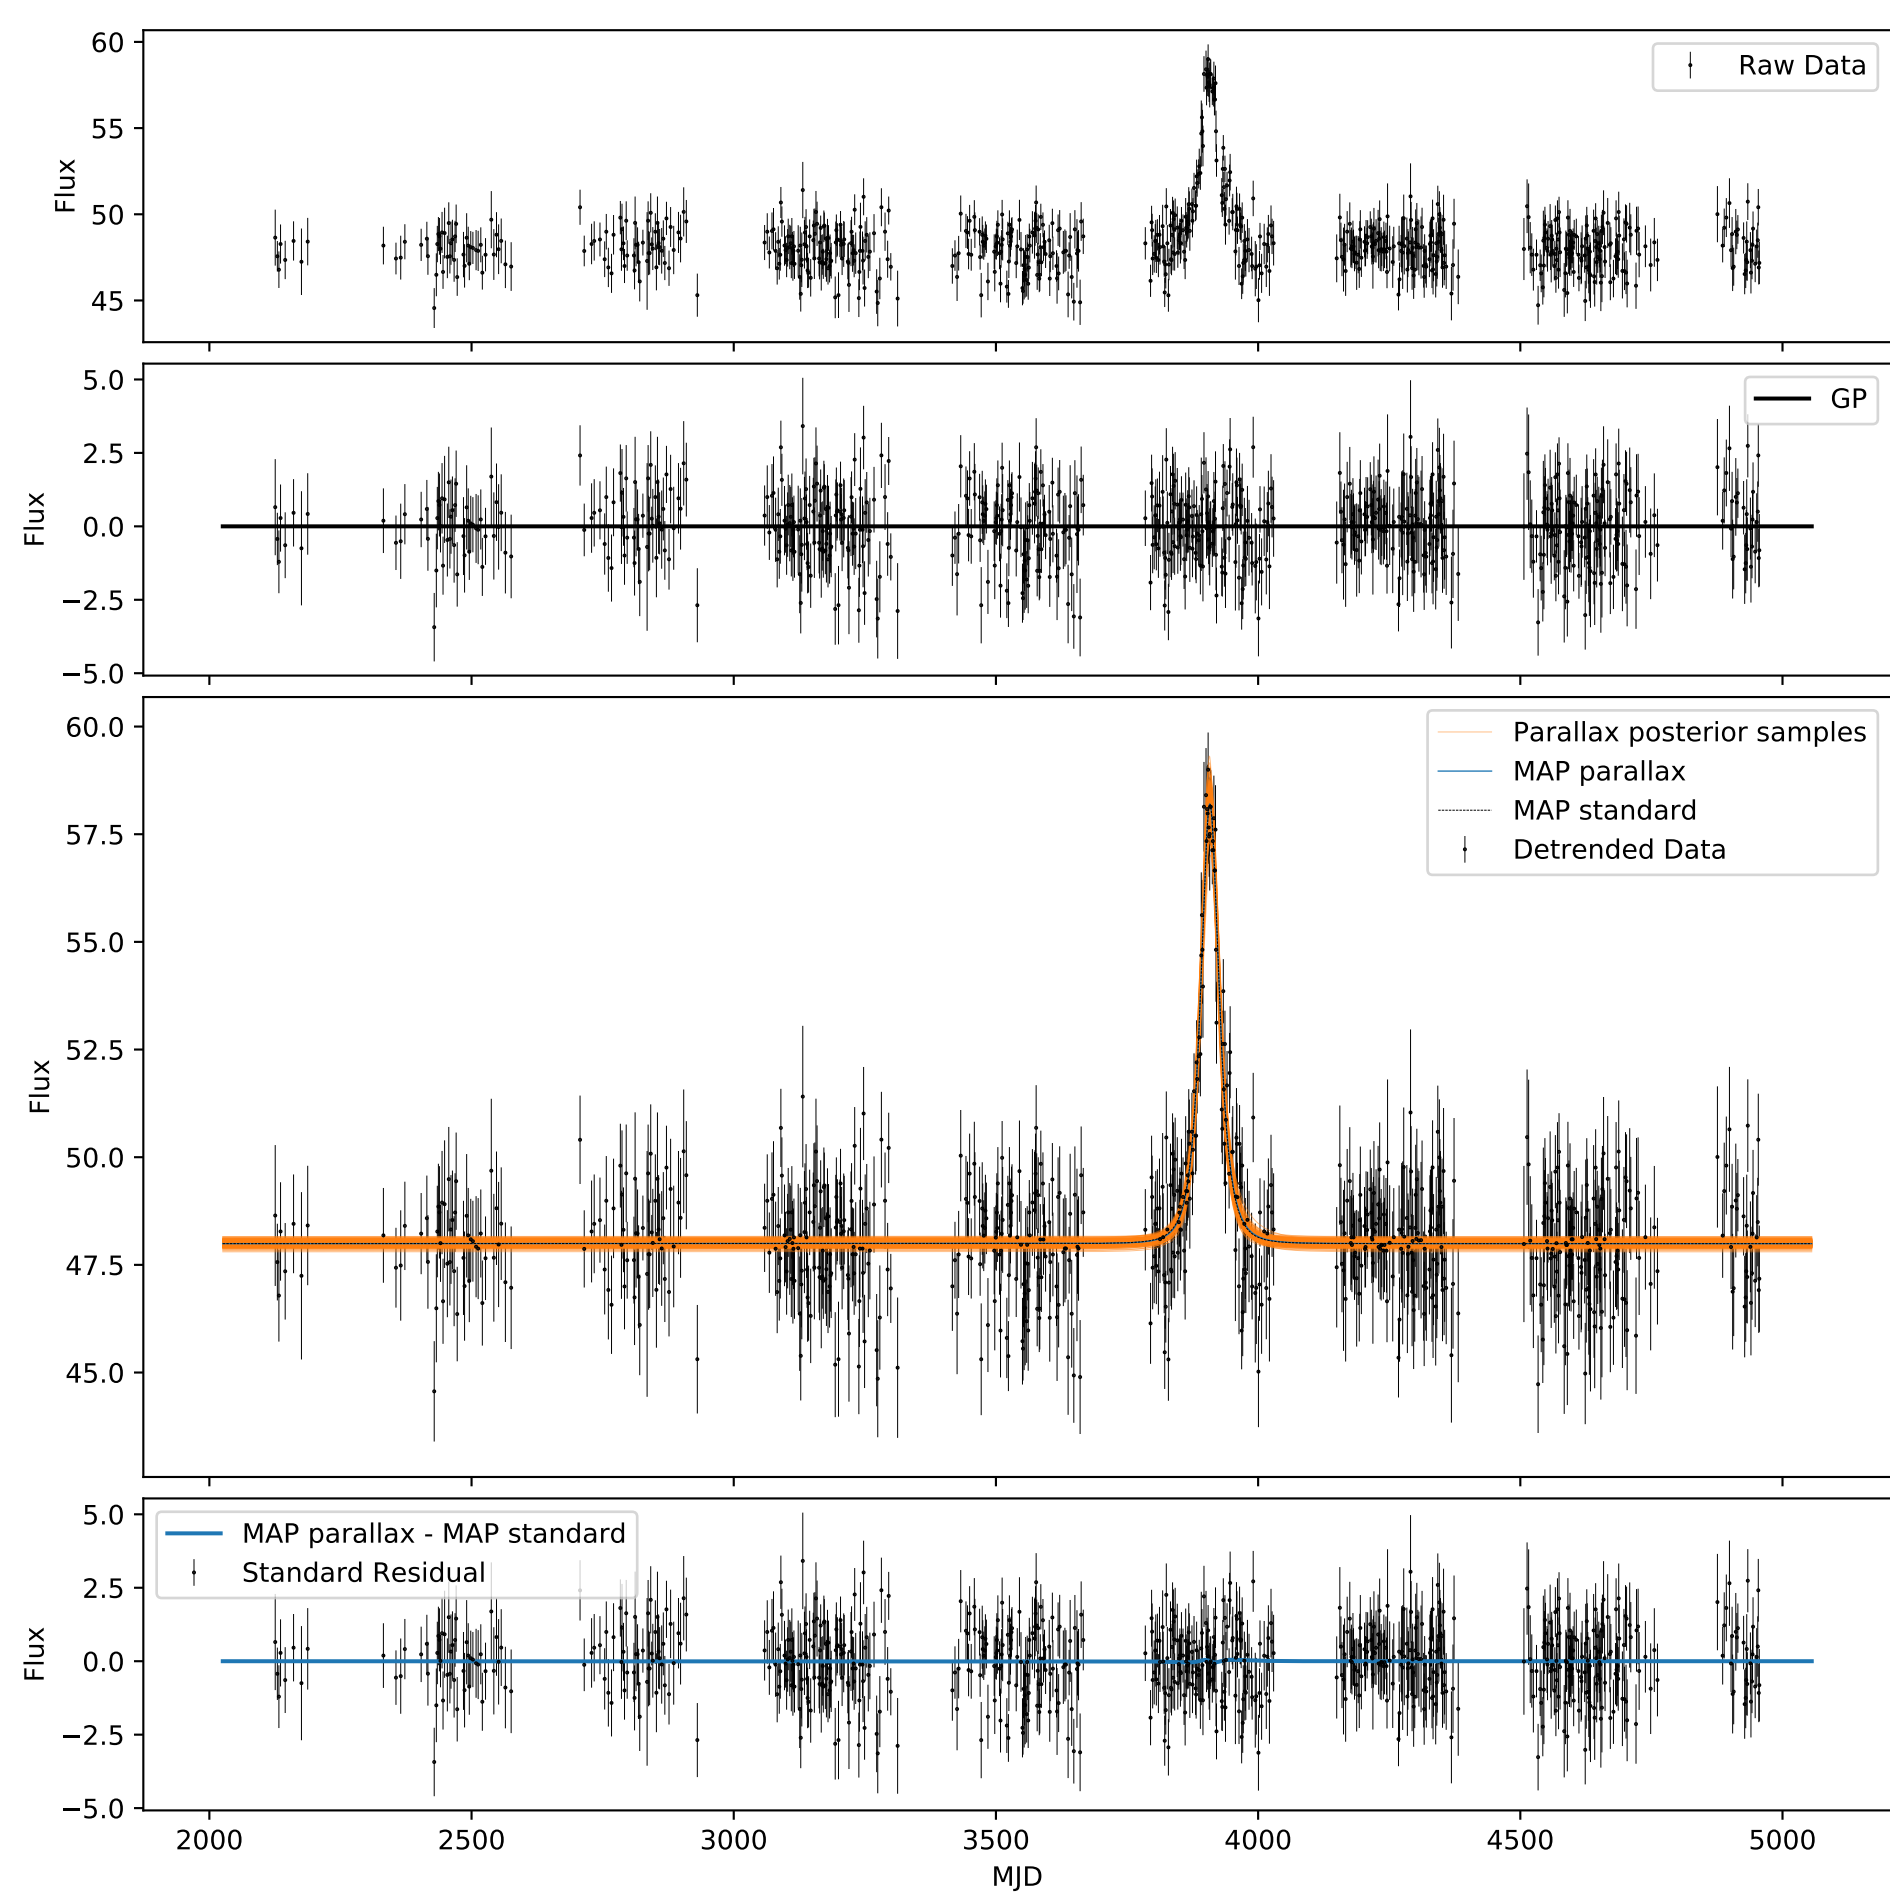 60
55
50
45
Flux
Raw Data
5.0
2.5
0.0
−2.5
−5.0
Flux
GP
60.0
57.5
55.0
52.5
50.0
47.5
45.0
Flux
Parallax posterior samples
MAP parallax
MAP standard
Detrended Data
5.0
2.5
0.0
−2.5
−5.0
Flux
MAP parallax - MAP standard
Standard Residual
2000 2500 3000 3500 4000 4500 5000
MJD